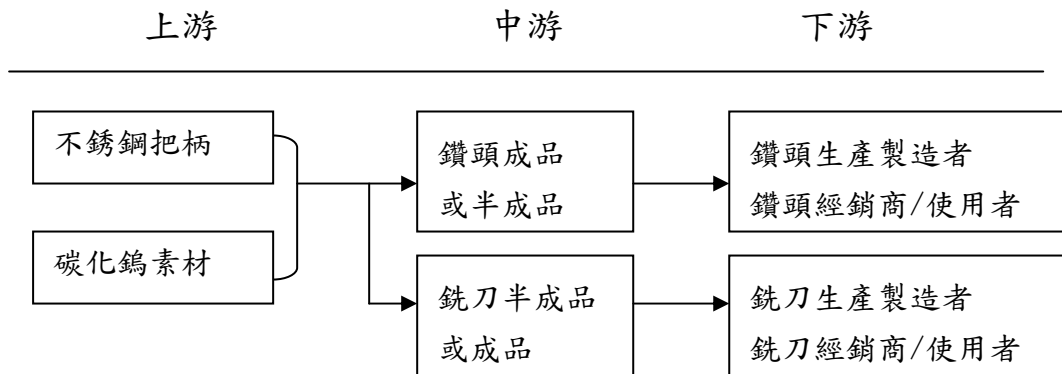 上游
中游
下游
不銹鋼把柄
碳化鎢素材
鑽頭成品
或半成品
銑刀半成品
或成品
鑽頭生產製造者
鑽頭經銷商/使用者
銑刀生產製造者
銑刀經銷商/使用者